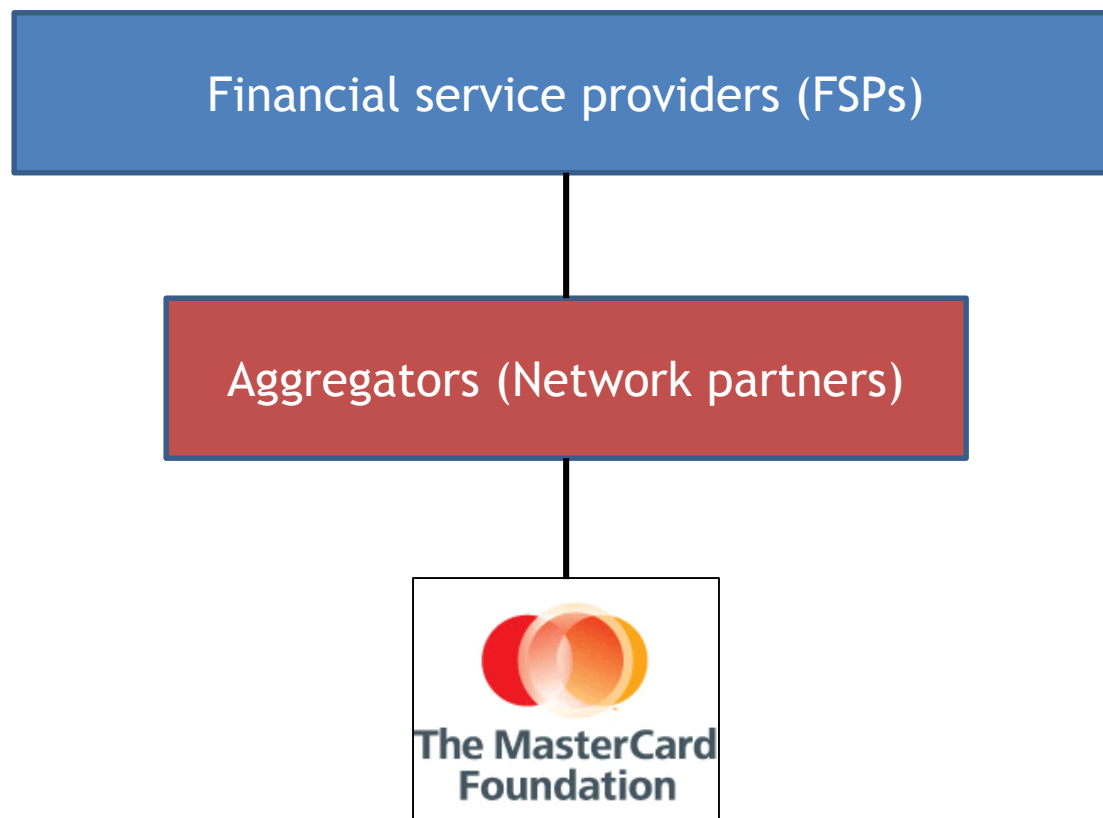 Financial service providers (FSPs)
Aggregators (Network partners)
The MasterCard
Foundation